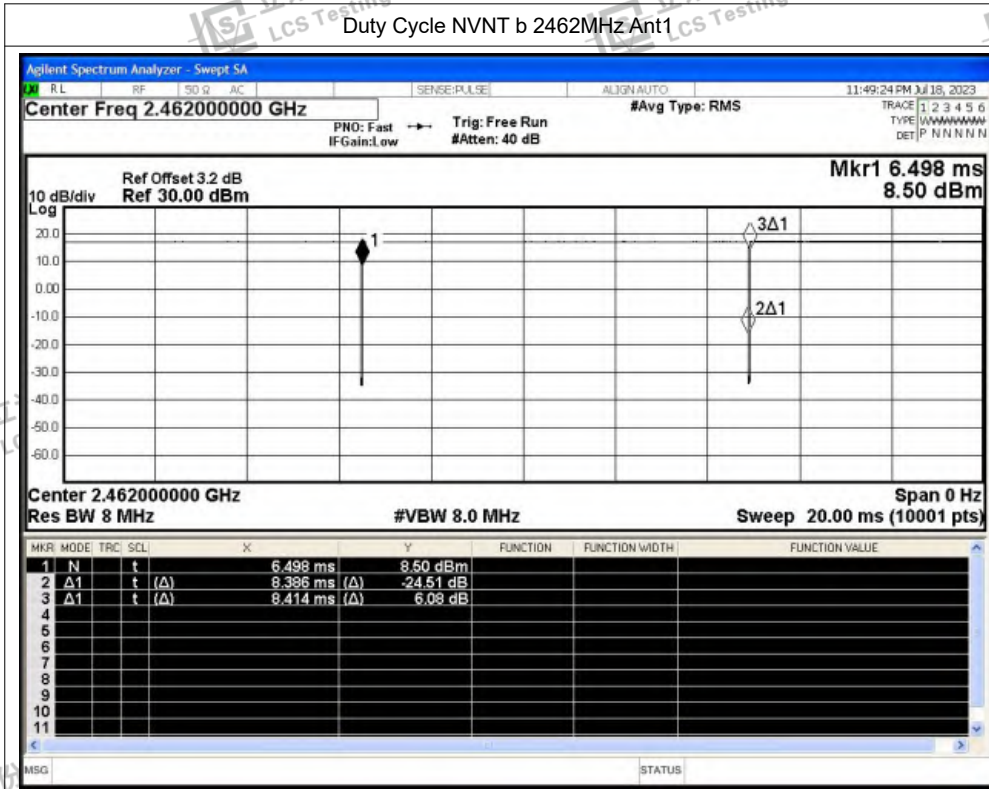 LCS Testing
LCS Testing
Duty Cycle NVNT b 2462MHz Ant1
Agilent Spectrum Analyzer - Swept SA
RL RF 50 Ω AC SENSE:PULSE ALIGN AUTO 11:49:24 PM Jul 18, 2023
Center Freq 2.462000000 GHz #Avg Type: RMS TRACE 1 2 3 4 5 6
PNO: Fast Trig: Free Run TYPE WWWWWW
IFGain:Low #Atten: 40 dB DET P N N N N N
Mkr1 6.498 ms
Ref Offset 3.2 dB
10 dB/div Ref 30.00 dBm 8.50 dBm
Log
3Δ1
20.0
1
10.0
0.00
2Δ1
-10.0
-20.0
-30.0
-40.0
-50.0
-60.0
Center 2.462000000 GHz Span 0 Hz
Res BW 8 MHz #VBW 8.0 MHz Sweep 20.00 ms (10001 pts)
MKR MODE TRC SCL X Y FUNCTION FUNCTION WIDTH FUNCTION VALUE
1 N t 6.498 ms 8.50 dBm
2 Δ1 t (Δ) 8.386 ms (Δ) -24.51 dB
3 Δ1 t (Δ) 8.414 ms (Δ) 6.08 dB
4
5
6
7
8
9
10
11
MSG STATUS